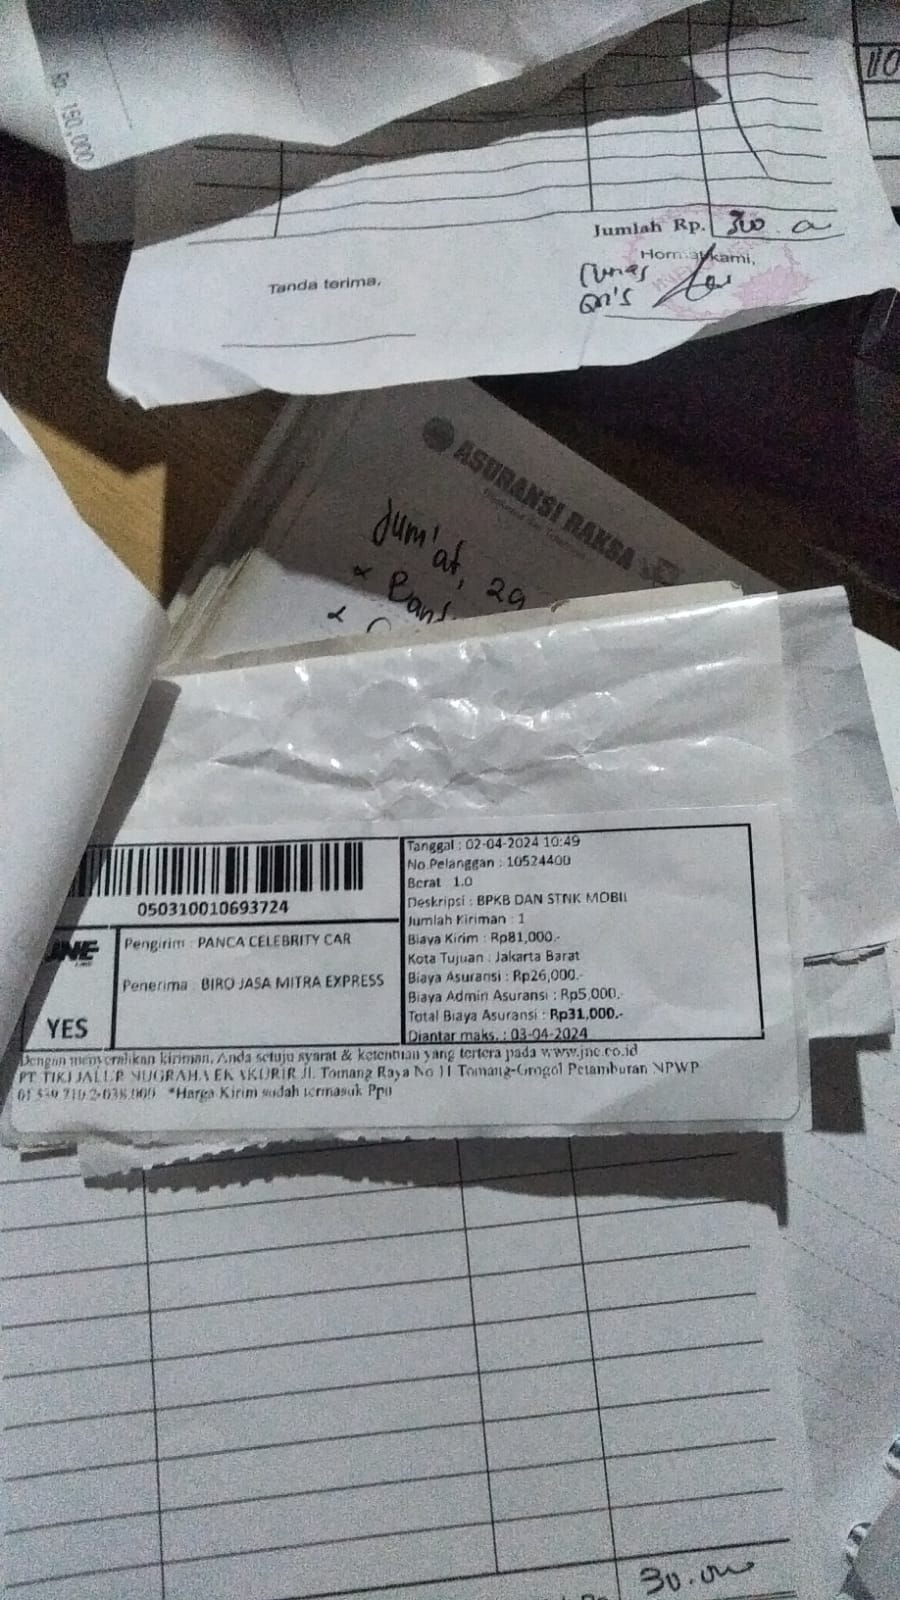 Rp. 150,000
110
Jumlah Rp. 300
Hormat kami,
Lunas
Qris
Tanda terima,
ASURANSI RAKSA
Jum'at, 29
050310010693724
JNE
YES
Pengirim : PANCA CELEBRITY CAR
Penerima : BIRO JASA MITRA EXPRESS
Tanggal : 02-04-2024 10:49
No.Pelanggan : 10524400
Berat : 1.0
Deskripsi : BPKB DAN STNK MOBIL
Jumlah Kiriman : 1
Biaya Kirim : Rp81,000.-
Kota Tujuan : Jakarta Barat
Biaya Asuransi : Rp26,000.-
Biaya Admin Asuransi : Rp5,000.-
Total Biaya Asuransi : Rp31,000.-
Diantar maks. : 03-04-2024
Dengan menyerahkan kiriman, Anda setuju syarat & ketentuan yang tertera pada www.jne.co.id
PT. TIKI JALUR NUGRAHA EKAKURIR Jl. Tomang Raya No 11 Tomang-Grogol Petamburan NPWP
*Harga Kirim sudah termasuk Ppn
30.000